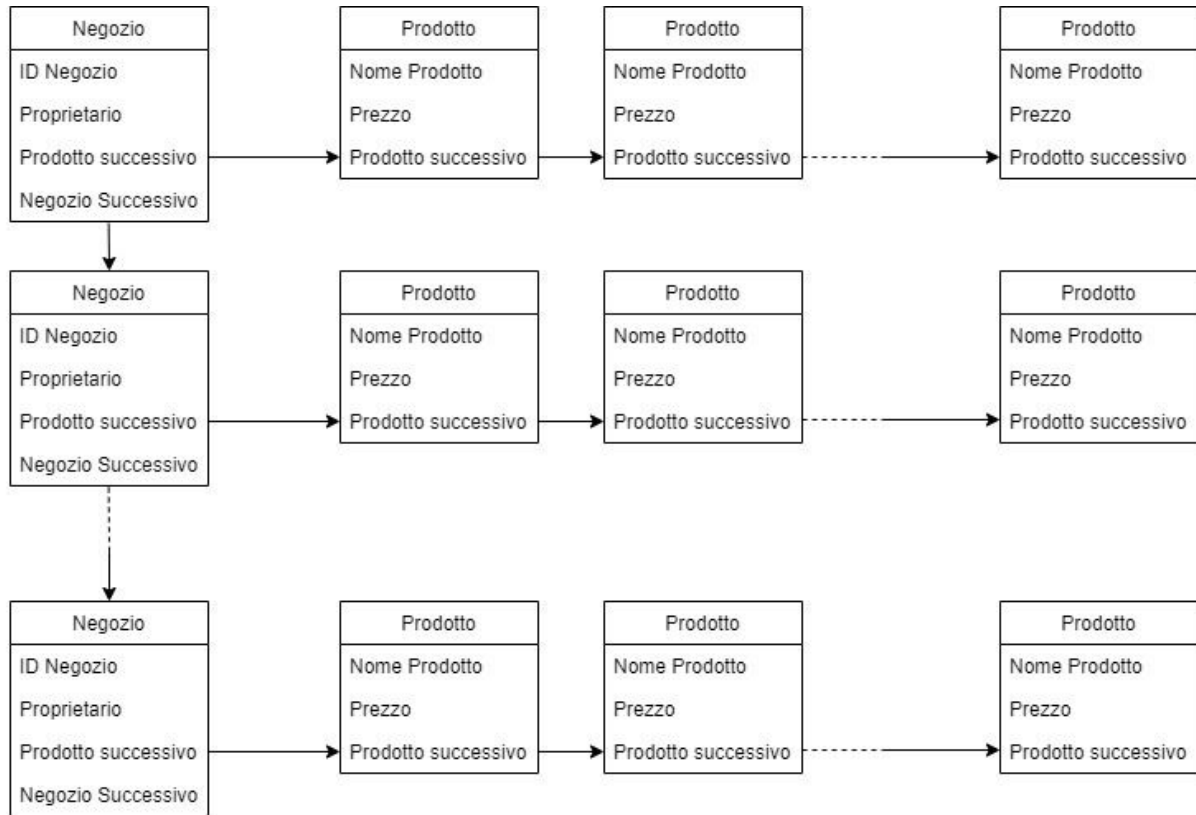 Negozio
ID Negozio
Proprietario
Prodotto successivo
Negozio Successivo
Prodotto
Nome Prodotto
Prezzo
Prodotto successivo
Prodotto
Nome Prodotto
Prezzo
Prodotto successivo
Prodotto
Nome Prodotto
Prezzo
Prodotto successivo
Negozio
ID Negozio
Proprietario
Prodotto successivo
Negozio Successivo
Prodotto
Nome Prodotto
Prezzo
Prodotto successivo
Prodotto
Nome Prodotto
Prezzo
Prodotto successivo
Prodotto
Nome Prodotto
Prezzo
Prodotto successivo
Negozio
ID Negozio
Proprietario
Prodotto successivo
Negozio Successivo
Prodotto
Nome Prodotto
Prezzo
Prodotto successivo
Prodotto
Nome Prodotto
Prezzo
Prodotto successivo
Prodotto
Nome Prodotto
Prezzo
Prodotto successivo